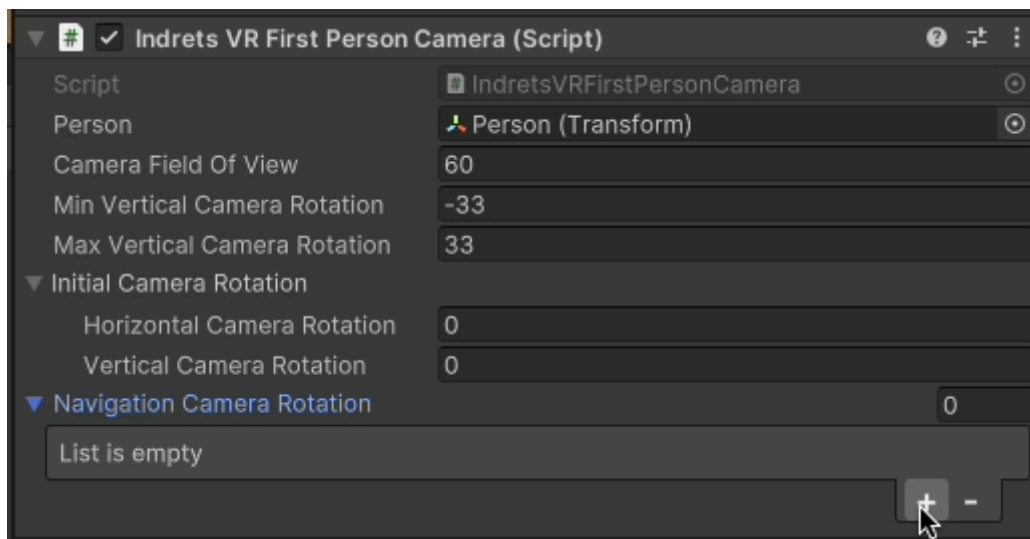 Indrets VR First Person Camera (Script)
Script IndretsVRFirstPersonCamera
Person Person (Transform)
Camera Field Of View 60
Min Vertical Camera Rotation -33
Max Vertical Camera Rotation 33
Initial Camera Rotation
Horizontal Camera Rotation 0
Vertical Camera Rotation 0
Navigation Camera Rotation 0
List is empty
+ -